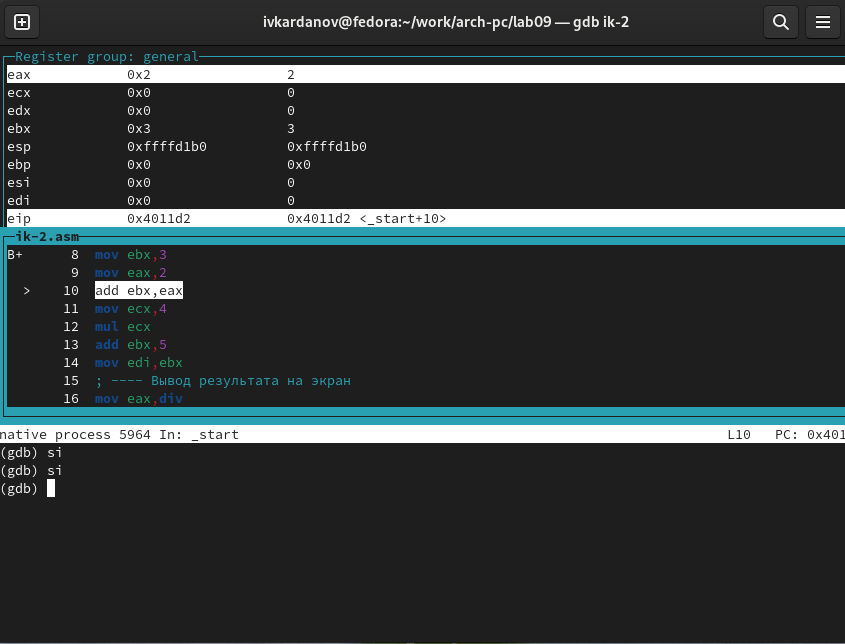 ivkardanov@fedora:~/work/arch-pc/lab09 — gdb ik-2
Register group: general
eax 0x2 2
ecx 0x0 0
edx 0x0 0
ebx 0x3 3
esp 0xffffd1b0 0xffffd1b0
ebp 0x0 0x0
esi 0x0 0
edi 0x0 0
eip 0x4011d2 0x4011d2 <_start+10>
ik-2.asm
B+ 8 mov ebx,3
9 mov eax,2
> 10 add ebx,eax
11 mov ecx,4
12 mul ecx
13 add ebx,5
14 mov edi,ebx
15 ; ---- Вывод результата на экран
16 mov eax,div
native process 5964 In: _start L10 PC: 0x401
(gdb) si
(gdb) si
(gdb)